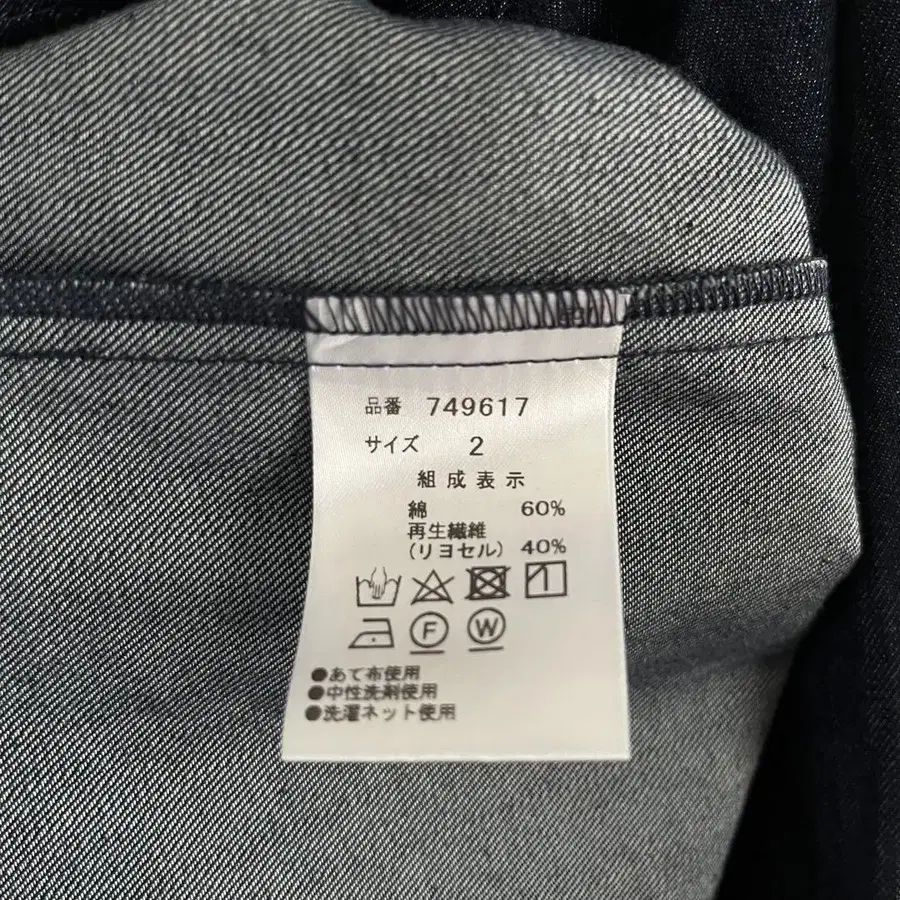 品番 749617
サイズ 2
組成表示
綿 60%
再生繊維
(リヨセル) 40%
F W
●あて布使用
●中性洗剤使用
●洗濯ネット使用